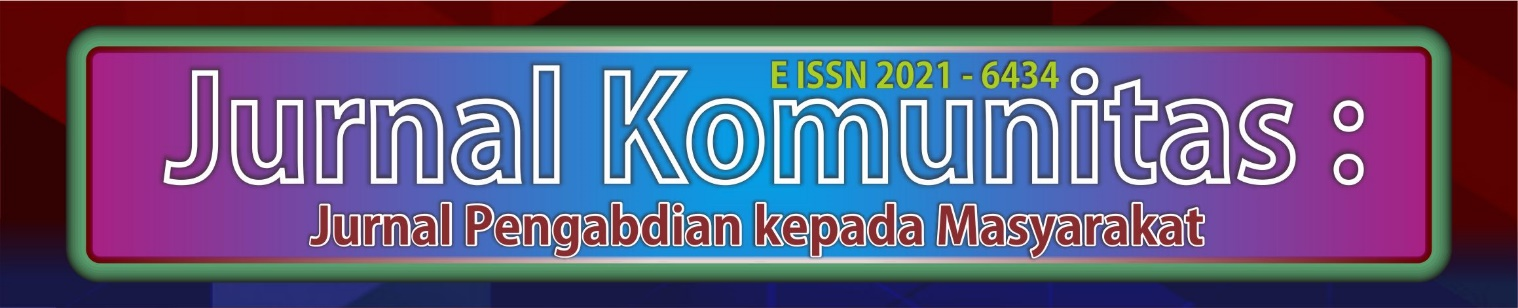 E ISSN 2021 - 6434
Jurnal Komunitas :
Jurnal Pengabdian kepada Masyarakat